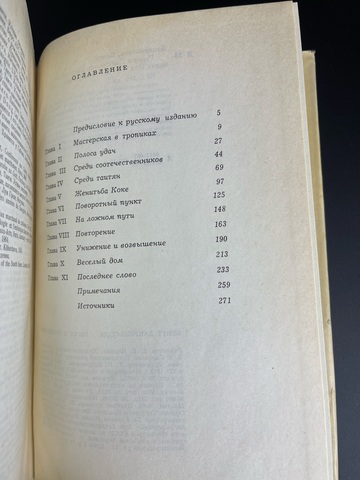 ОГЛАВЛЕНИЕ
Предисловие к русскому изданию 5
Глава I Мастерская в тропиках 9
Глава II Полоса удач 27
Глава III Среди соотечественников 44
Глава IV Среди таитян 69
Глава V Женитьба Коке 97
Глава VI Поворотный пункт 125
Глава VII На ложном пути 148
Глава VIII Повторение 163
Глава IX Унижение и возвышение 190
Глава X Веселый дом 213
Глава XI Последнее слово 233
Примечания 259
Источники 271